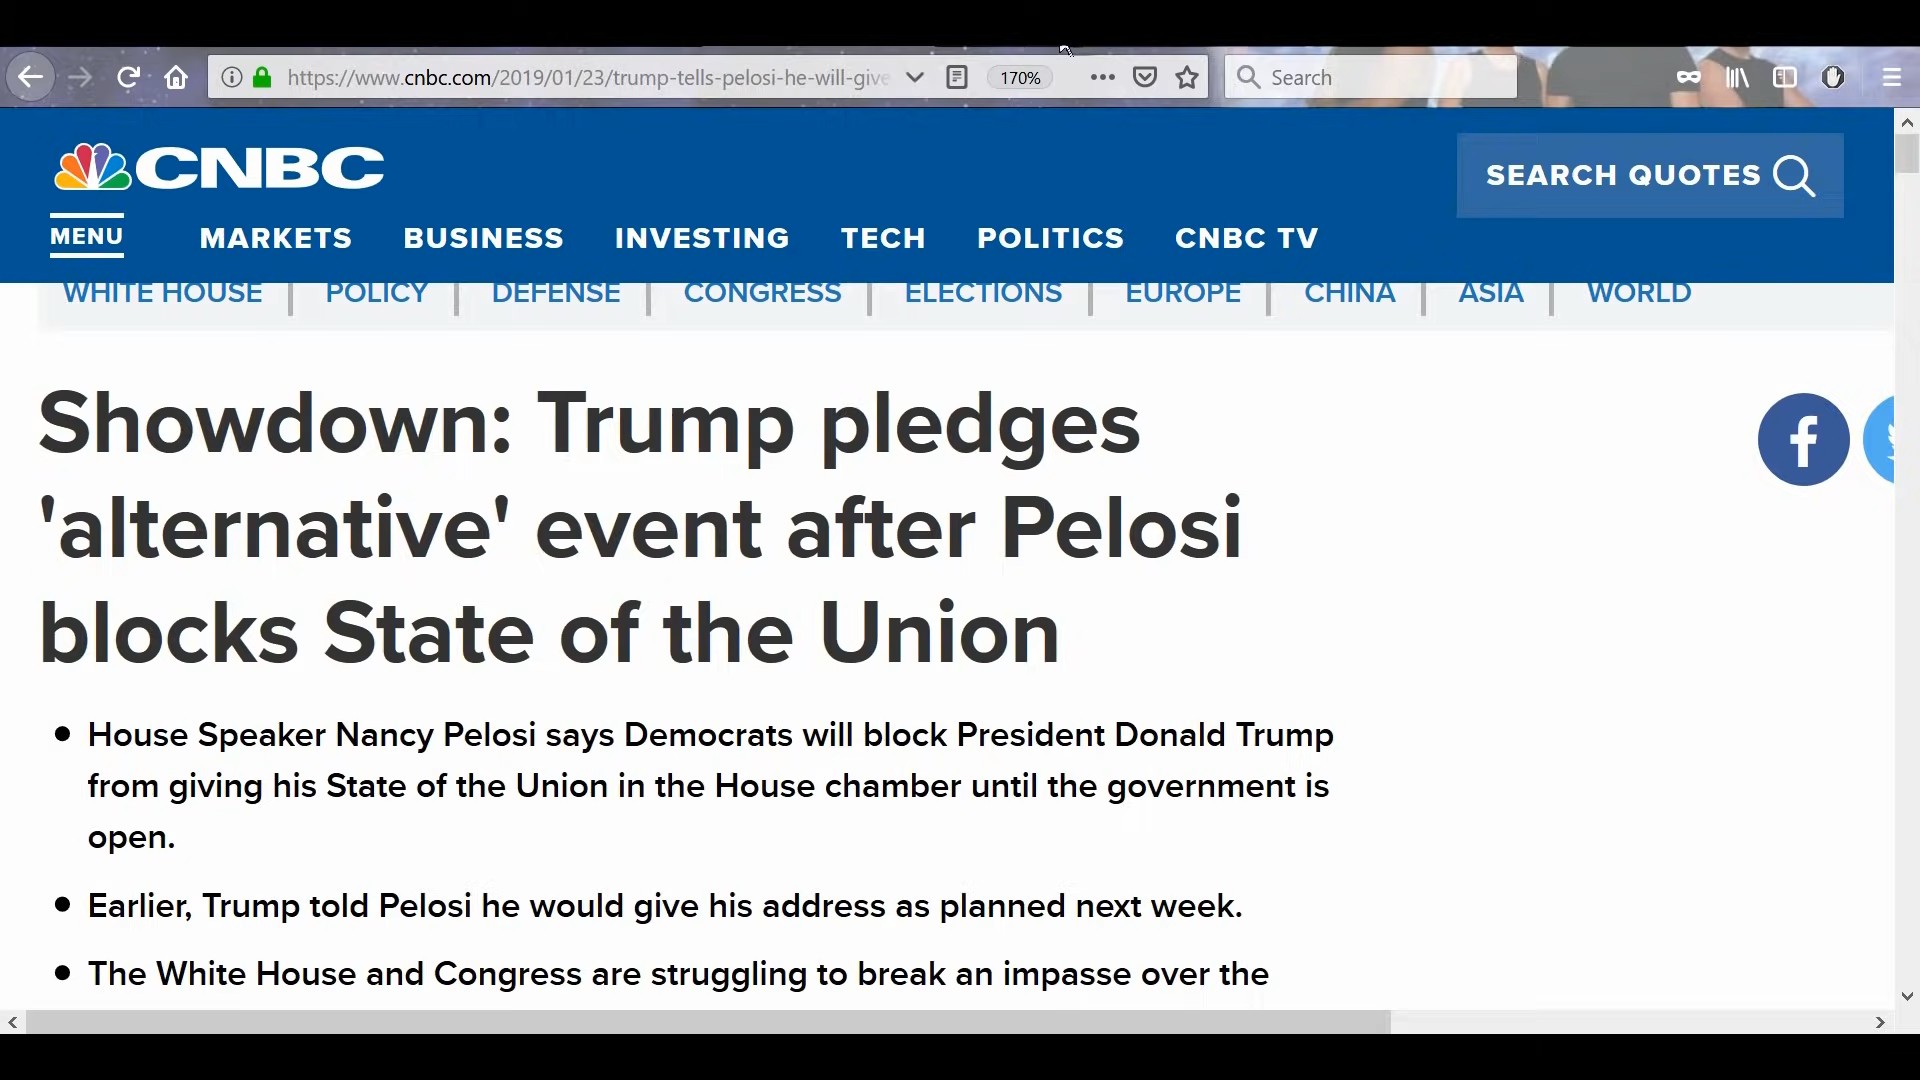 https://www.cnbc.com/2019/01/23/trump-tells-pelosi-he-will-give
170%
Search
CNBC
SEARCH QUOTES
MENU MARKETS BUSINESS INVESTING TECH POLITICS CNBC TV
WHITE HOUSE POLICY DEFENSE CONGRESS ELECTIONS EUROPE CHINA ASIA WORLD
Showdown: Trump pledges
'alternative' event after Pelosi
blocks State of the Union
House Speaker Nancy Pelosi says Democrats will block President Donald Trump
from giving his State of the Union in the House chamber until the government is
open.
Earlier, Trump told Pelosi he would give his address as planned next week.
The White House and Congress are struggling to break an impasse over the